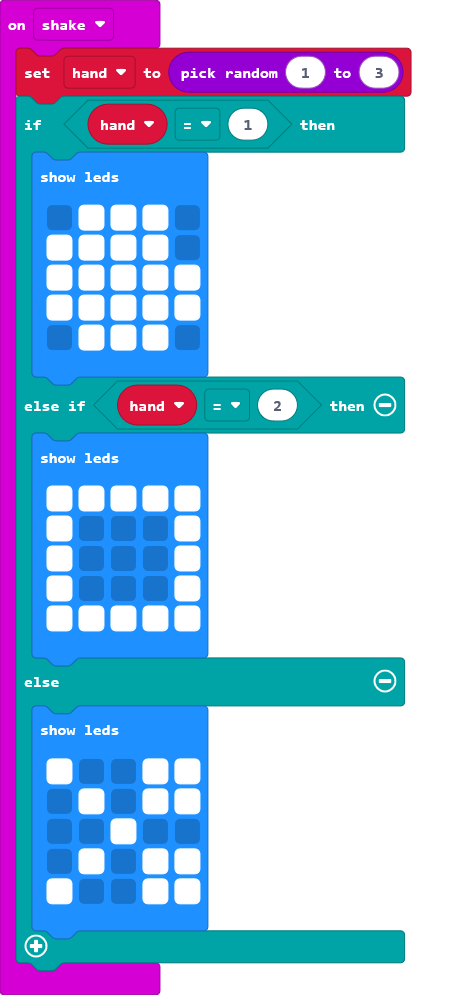 on shake
set hand to pick random 1 to 3
if hand = 1 then
show leds
else if hand = 2 then
show leds
else
show leds